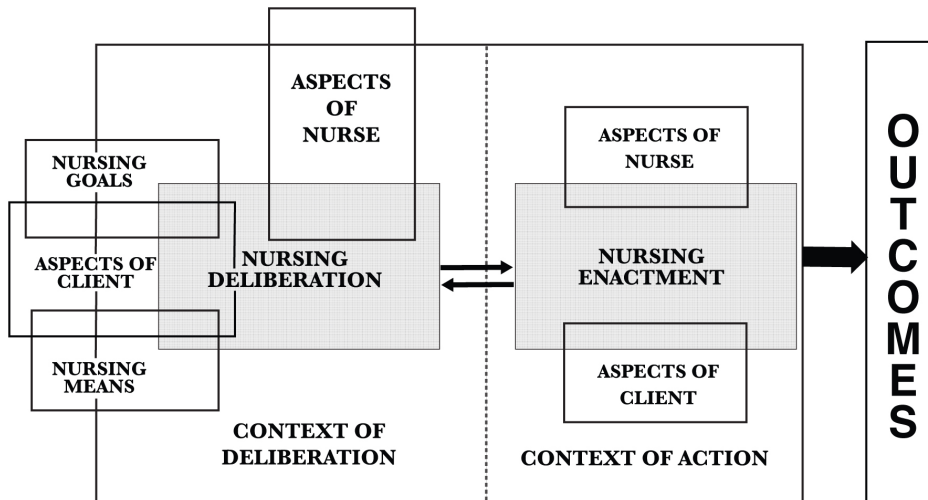 ASPECTS
OF
NURSE
NURSING
GOALS
ASPECTS OF
CLIENT
NURSING
MEANS
NURSING
DELIBERATION
CONTEXT OF
DELIBERATION
ASPECTS OF
NURSE
NURSING
ENACTMENT
ASPECTS OF
CLIENT
CONTEXT OF ACTION
OUTCOMES